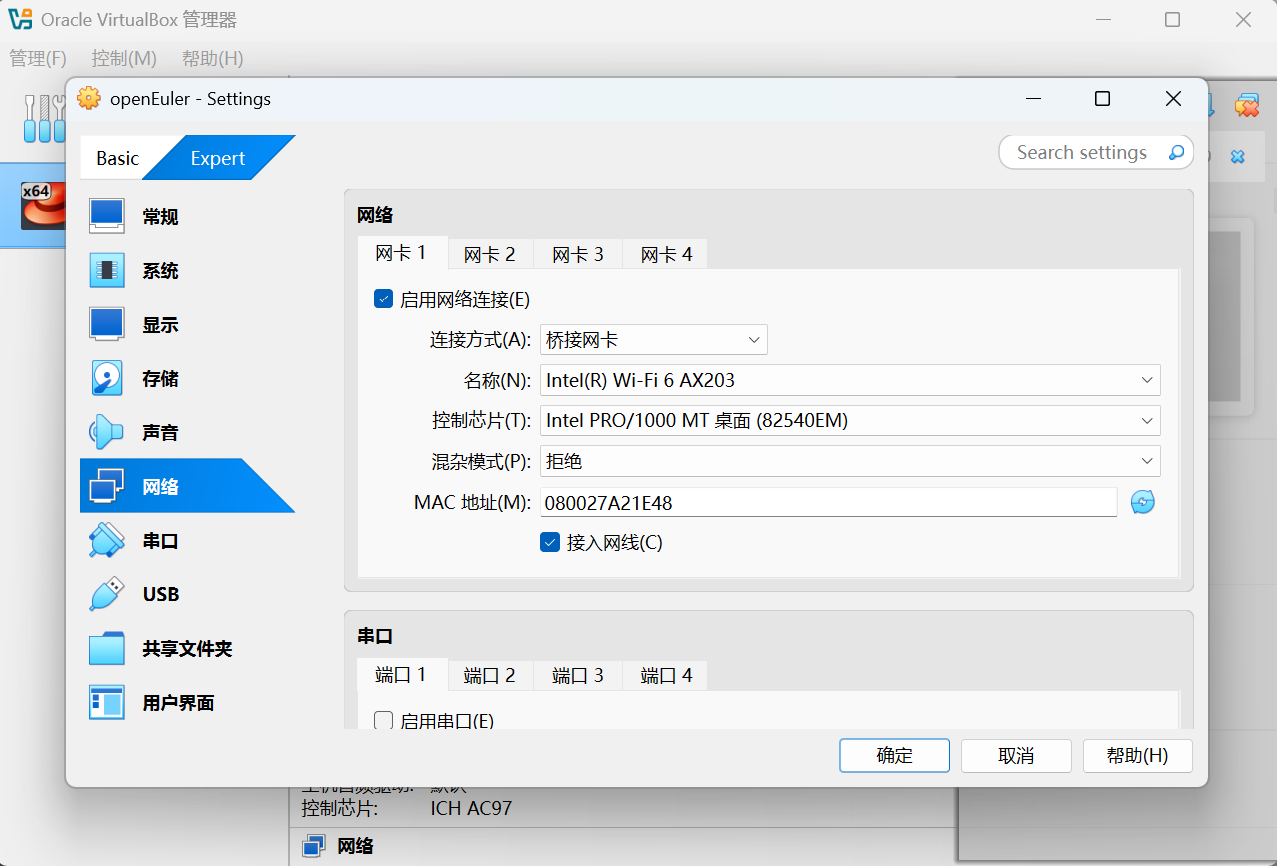 Oracle VirtualBox 管理器
管理(F) 控制(M) 帮助(H)
openEuler - Settings
Basic Expert
Search settings
x64
常规
系统
显示
存储
声音
网络
串口
USB
共享文件夹
用户界面
网络
网卡 1 网卡 2 网卡 3 网卡 4
启用网络连接(E)
连接方式(A): 桥接网卡
名称(N): Intel(R) Wi-Fi 6 AX203
控制芯片(T): Intel PRO/1000 MT 桌面 (82540EM)
混杂模式(P): 拒绝
MAC 地址(M): 080027A21E48
接入网线(C)
串口
端口 1 端口 2 端口 3 端口 4
启用串口(E)
确定 取消 帮助(H)
控制芯片: ICH AC97
网络